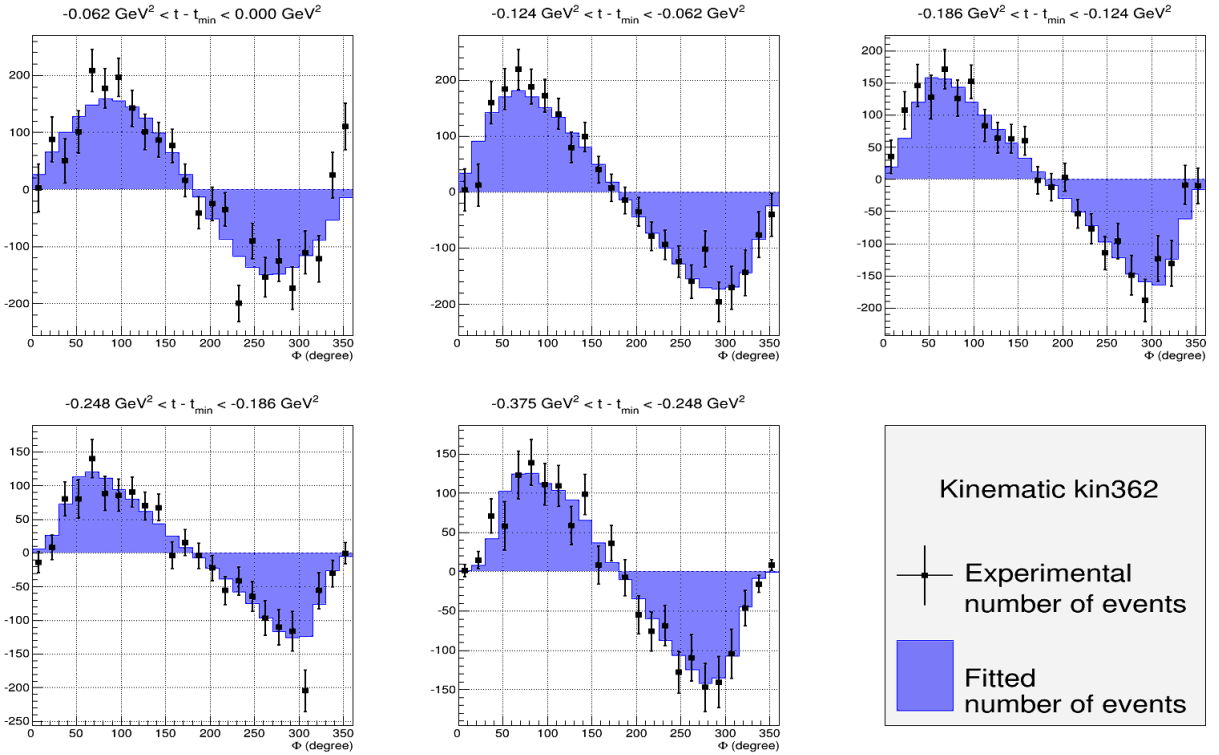 -0.062 GeV² < t - t_min < 0.000 GeV²
200
100
0
-100
-200
0 50 100 150 200 250 300 350
Φ (degree)
-0.124 GeV² < t - t_min < -0.062 GeV²
200
100
0
-100
-200
0 50 100 150 200 250 300 350
Φ (degree)
-0.186 GeV² < t - t_min < -0.124 GeV²
200
150
100
50
0
-50
-100
-150
-200
0 50 100 150 200 250 300 350
Φ (degree)
-0.248 GeV² < t - t_min < -0.186 GeV²
150
100
50
0
-50
-100
-150
-200
-250
0 50 100 150 200 250 300 350
Φ (degree)
-0.375 GeV² < t - t_min < -0.248 GeV²
150
100
50
0
-50
-100
-150
0 50 100 150 200 250 300 350
Φ (degree)
Kinematic kin362
Experimental
number of events
Fitted
number of events